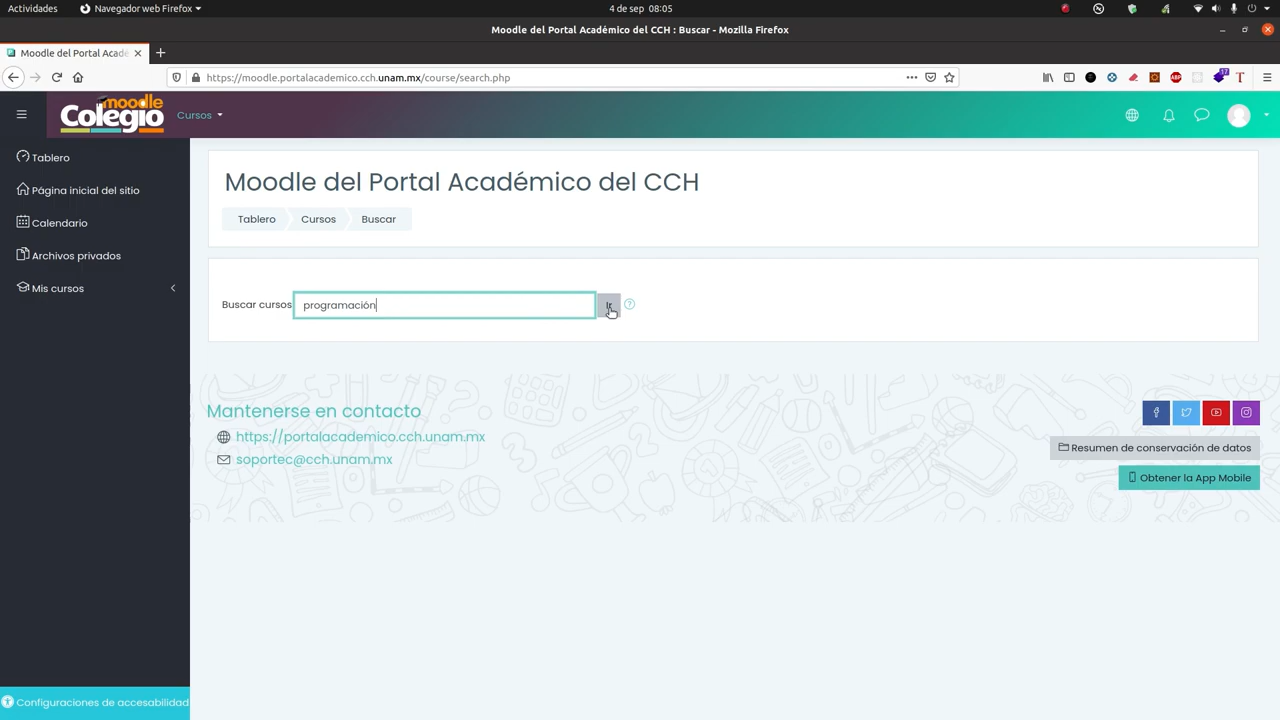 Actividades
Navegador web Firefox
4 de sep 08:05
Moodle del Portal Académico del CCH : Buscar - Mozilla Firefox
Moodle del Portal Acadé
https://moodle.portalacademico.cch.unam.mx/course/search.php
17
ABP
T
moodle
Colegio
Cursos
Tablero
Página inicial del sitio
Calendario
Archivos privados
Mis cursos
Moodle del Portal Académico del CCH
Tablero
Cursos
Buscar
Buscar cursos
programación
Ir
?
Mantenerse en contacto
https://portalacademico.cch.unam.mx
soportec@cch.unam.mx
Resumen de conservación de datos
Obtener la App Mobile
Configuraciones de accesabilidad